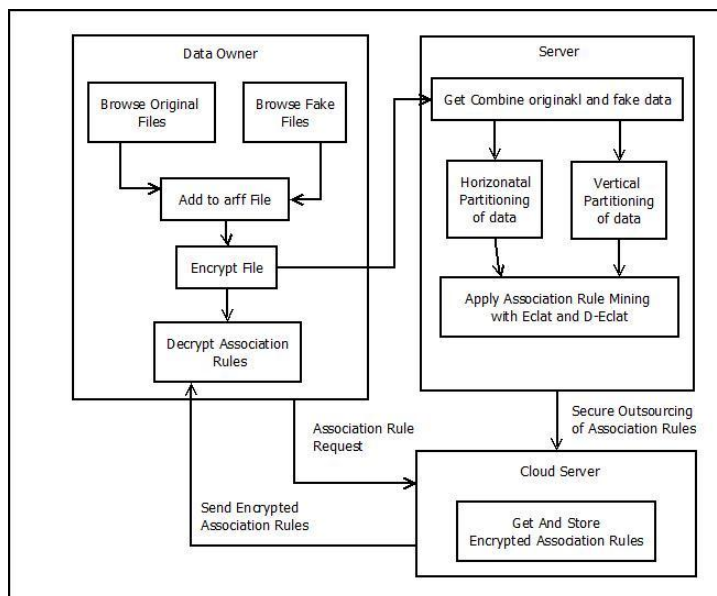 Data Owner
Browse Original
Files
Browse Fake
Files
Add to arff File
Encrypt File
Decrypt Association
Rules
Server
Get Combine originakl and fake data
Horizonatal
Partitioning
of data
Vertical
Partitioning
of data
Apply Association Rule Mining
with Eclat and D-Eclat
Association Rule
Request
Secure Outsourcing
of Association Rules
Send Encrypted
Association Rules
Cloud Server
Get And Store
Encrypted Association Rules